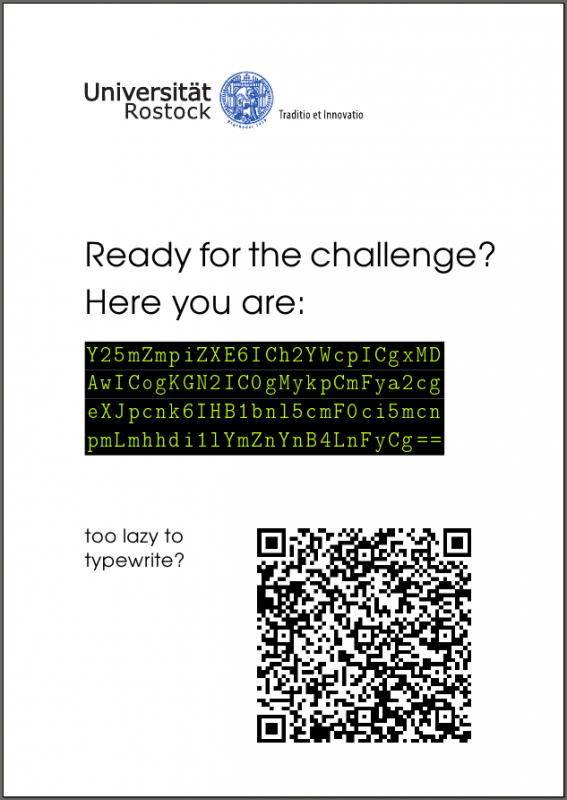 Universität
Rostock
Traditio et Innovatio
Ready for the challenge?
Here you are:
Y25mZmpiZXE6ICh2YWcpICgxMD
AwICogKGN2IC0gMykpCmFya2cg
eXJpcnk6IHB1bnl5cmF0ci5mcn
pmLmhhdi1lYmZnYnB4LnFyCg==
too lazy to
typewrite?